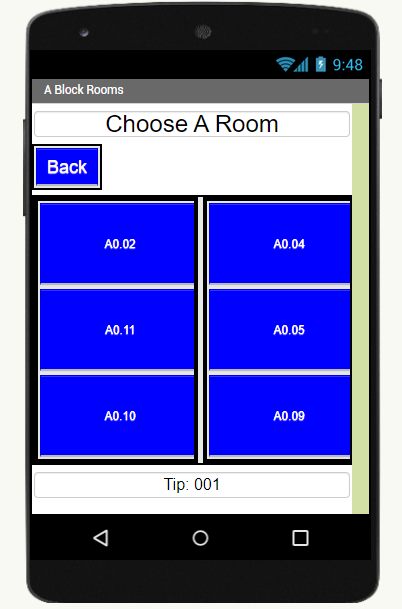 9:48
A Block Rooms
Choose A Room
Back
A0.02 A0.04
A0.11 A0.05
A0.10 A0.09
Tip: 001